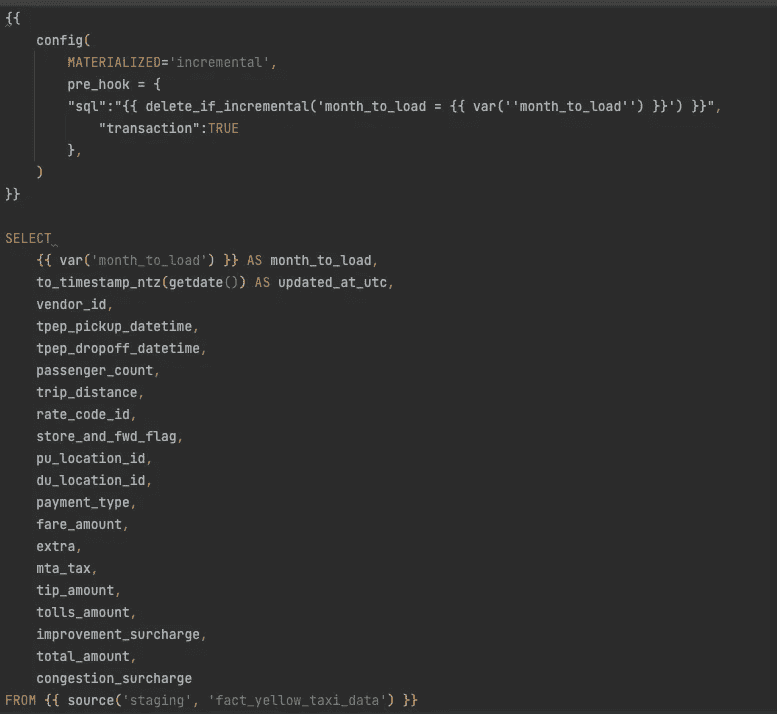 {{
    config(
        MATERIALIZED='incremental',
        pre_hook = {
        "sql":"{{ delete_if_incremental('month_to_load = {{ var(''month_to_load'') }}') }}",
            "transaction":TRUE
        },
    )
}}

SELECT
    {{ var('month_to_load') }} AS month_to_load,
    to_timestamp_ntz(getdate()) AS updated_at_utc,
    vendor_id,
    tpep_pickup_datetime,
    tpep_dropoff_datetime,
    passenger_count,
    trip_distance,
    rate_code_id,
    store_and_fwd_flag,
    pu_location_id,
    du_location_id,
    payment_type,
    fare_amount,
    extra,
    mta_tax,
    tip_amount,
    tolls_amount,
    improvement_surcharge,
    total_amount,
    congestion_surcharge
FROM {{ source('staging', 'fact_yellow_taxi_data') }}